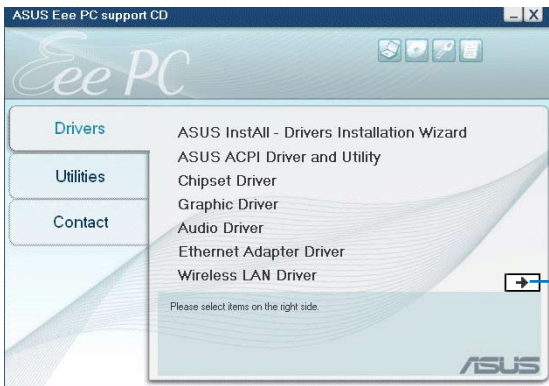 ASUS Eee PC support CD
Eee PC
Drivers
Utilities
Contact
ASUS InstAll - Drivers Installation Wizard
ASUS ACPI Driver and Utility
Chipset Driver
Graphic Driver
Audio Driver
Ethernet Adapter Driver
Wireless LAN Driver
Please select items on the right side.
ASUS